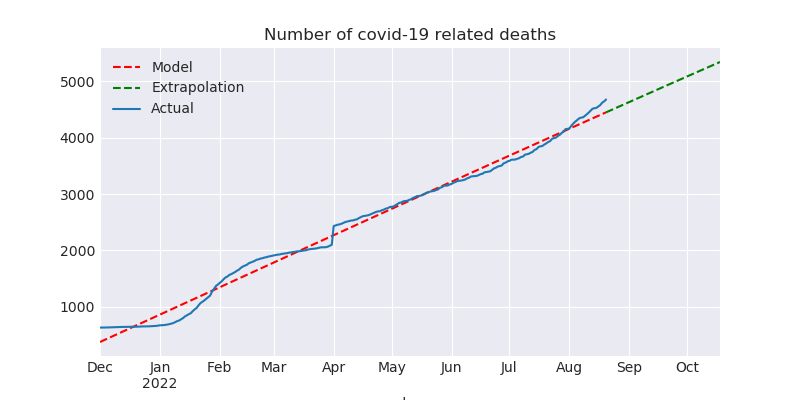 Number of covid-19 related deaths
Model
Extrapolation
Actual
5000
4000
3000
2000
1000
Dec Jan Feb Mar Apr May Jun Jul Aug Sep Oct
2022